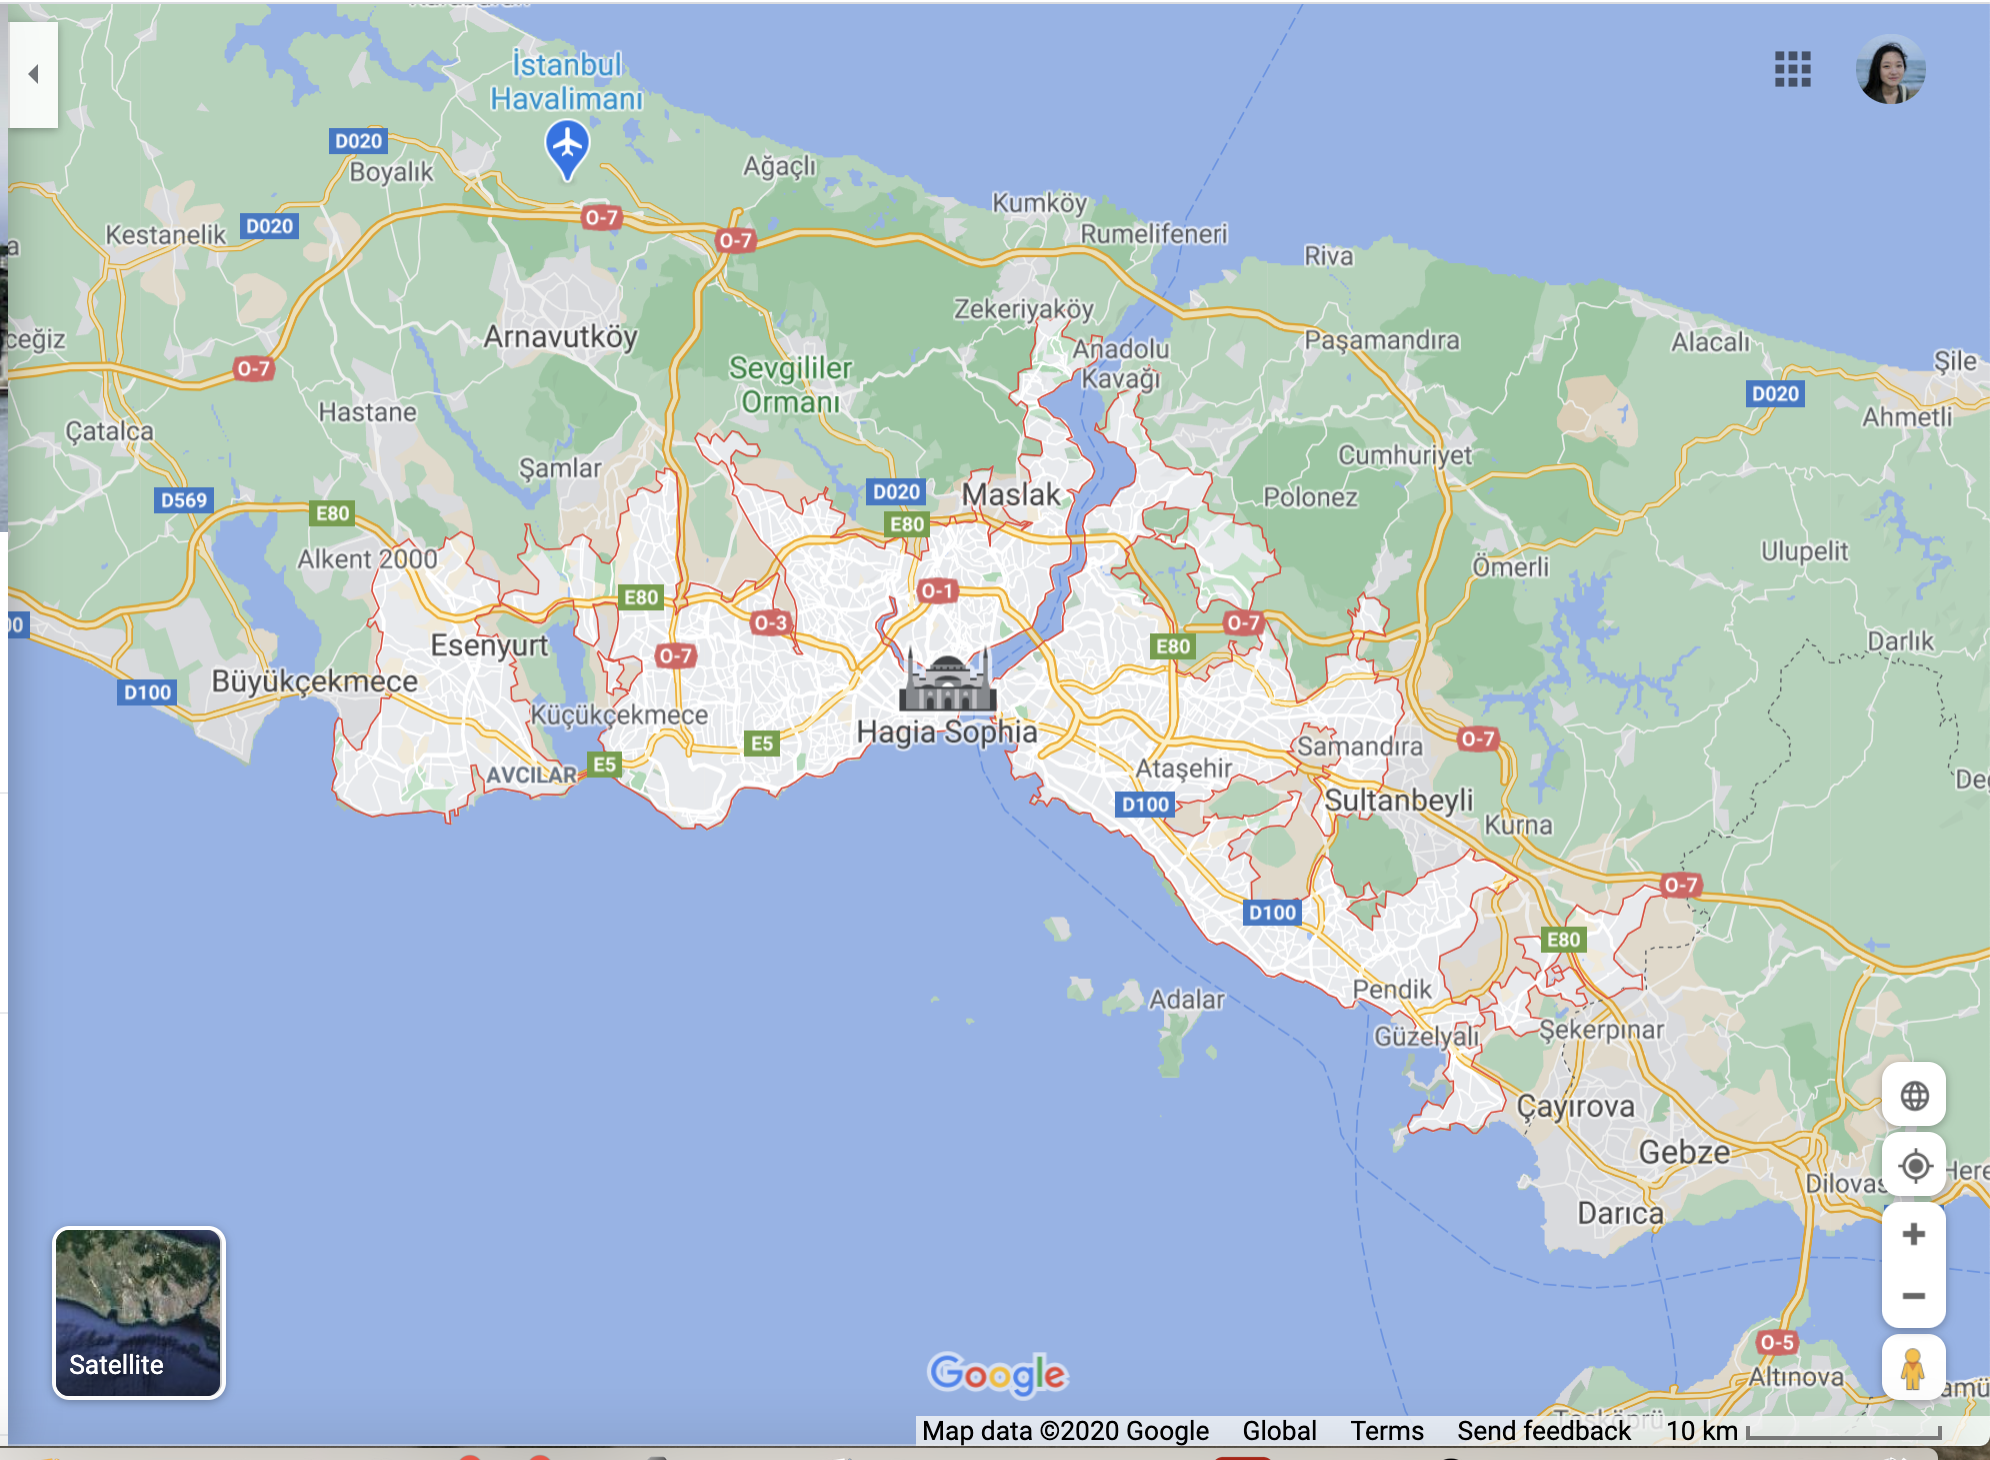 İstanbul
Havalimanı
D020
Boyalık
Ağaçlı
Kumköy
O-7
D020
Kestanelik
O-7
Rumelifeneri
Riva
Zekeriyaköy
Arnavutköy
Paşamandıra
Alacalı
Anadolu
Kavağı
Şile
O-7
Sevgililer
Ormanı
D020
Hastane
Ahmetli
Çatalca
Cumhuriyet
Şamlar
D020
Maslak
Polonez
D569
E80
E80
Alkent 2000
Ulupelit
Ömerli
O-1
E80
O-3
O-7
Esenyurt
E80
Darlık
O-7
Büyükçekmece
D100
Küçükçekmece
Hagia Sophia
E5
O-7
Samandıra
AVCILAR
E5
Ataşehir
D100
Sultanbeyli
Kurna
O-7
D100
E80
Pendik
Adalar
Güzelyalı
Şekerpınar
Çayırova
Gebze
Darıca
O-5
Altınova
Satellite
Google
Map data ©2020 Google Global Terms Send feedback 10 km